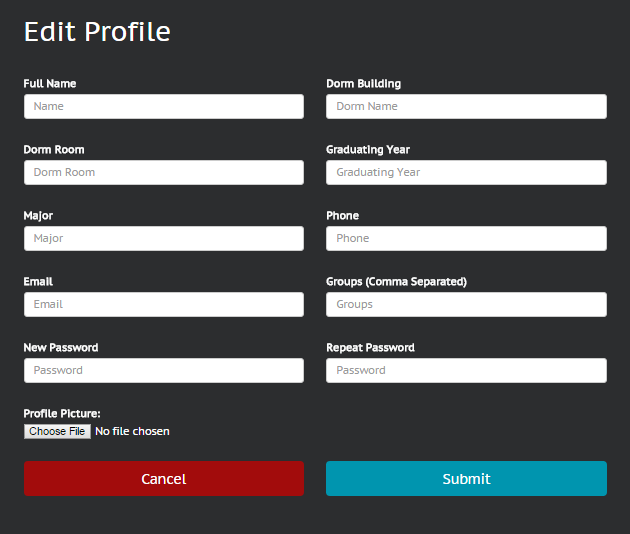 Edit Profile
Full Name
Dorm Building
Name
Dorm Name
Dorm Room
Graduating Year
Dorm Room
Graduating Year
Major
Phone
Major
Phone
Email
Groups (Comma Separated)
Email
Groups
New Password
Repeat Password
Password
Password
Profile Picture:
Choose File No file chosen
Cancel
Submit